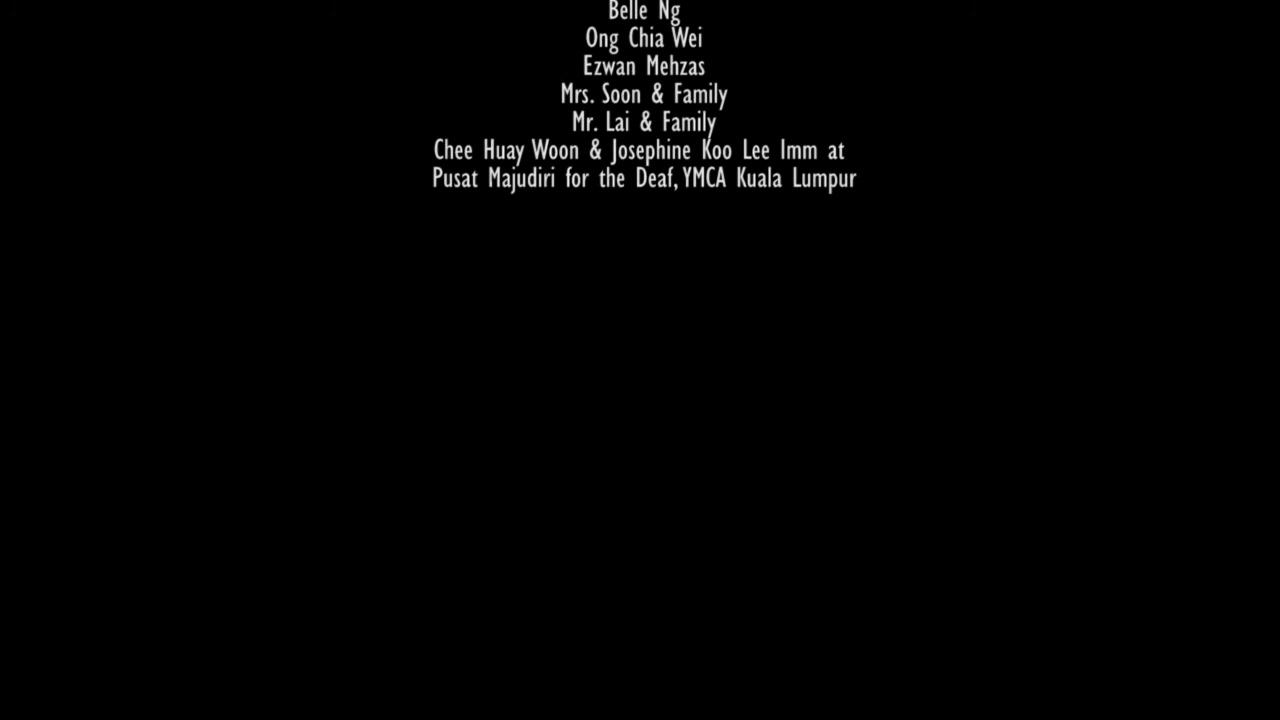 Belle Ng
Ong Chia Wei
Ezwan Mehzas
Mrs. Soon & Family
Mr. Lai & Family
Chee Huay Woon & Josephine Koo Lee Imm at
Pusat Majudiri for the Deaf, YMCA Kuala Lumpur